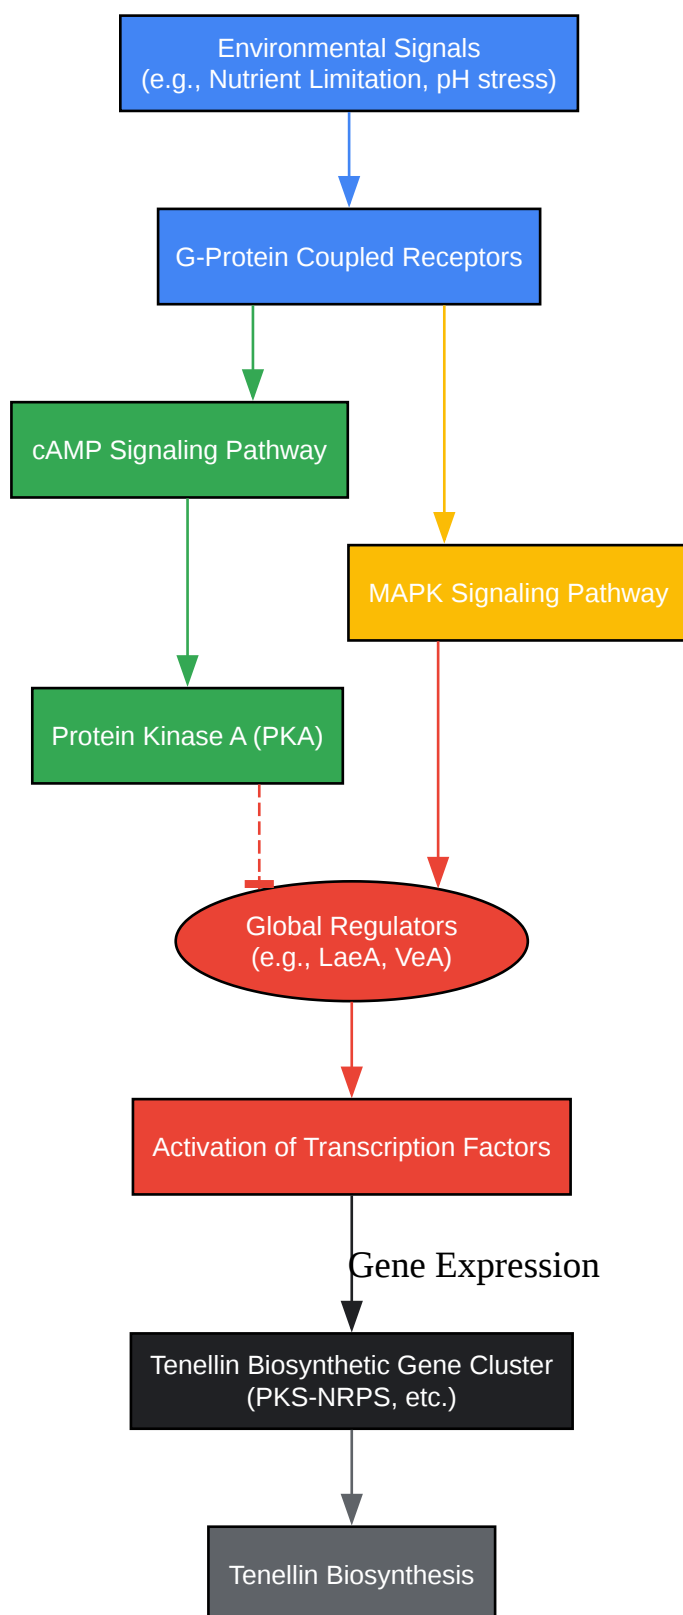 Environmental Signals
(e.g., Nutrient Limitation, pH stress)
G-Protein Coupled Receptors
cAMP Signaling Pathway
MAPK Signaling Pathway
Protein Kinase A (PKA)
Global Regulators
(e.g., LaeA, VeA)
Activation of Transcription Factors
Gene Expression
Tenellin Biosynthetic Gene Cluster
(PKS-NRPS, etc.)
Tenellin Biosynthesis